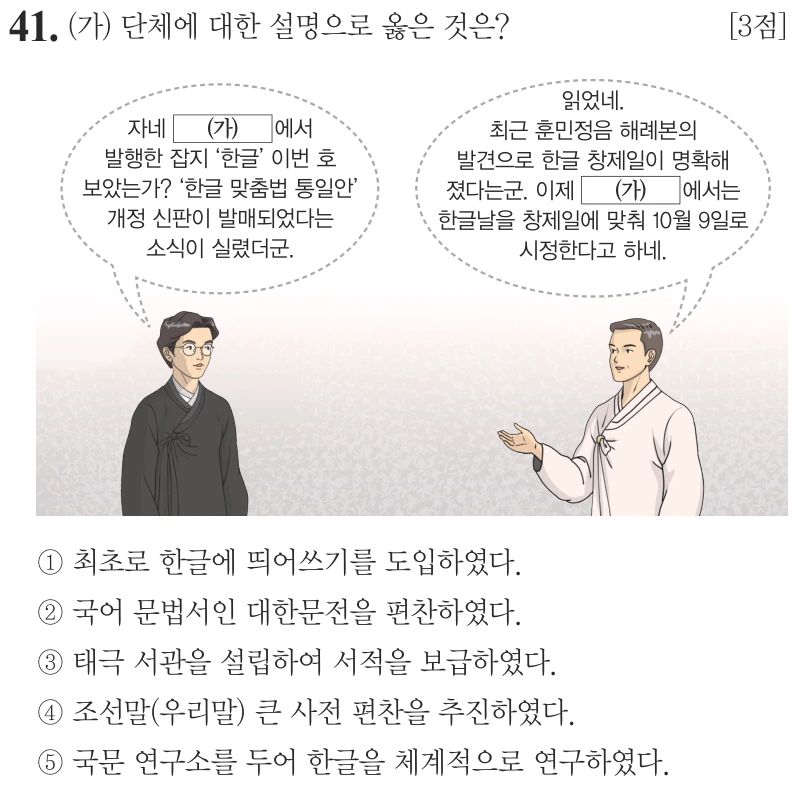 41. (가) 단체에 대한 설명으로 옳은 것은? [3점]
자네 (가) 에서
발행한 잡지 ‘한글’ 이번 호
보았는가? ‘한글 맞춤법 통일안’
개정 신판이 발매되었다는
소식이 실렸더군.
읽었네.
최근 훈민정음 해례본의
발견으로 한글 창제일이 명확해
졌다는군. 이제 (가) 에서는
한글날을 창제일에 맞춰 10월 9일로
시정한다고 하네.
① 최초로 한글에 띄어쓰기를 도입하였다.
② 국어 문법서인 대한문전을 편찬하였다.
③ 태극 서관을 설립하여 서적을 보급하였다.
④ 조선말(우리말) 큰 사전 편찬을 추진하였다.
⑤ 국문 연구소를 두어 한글을 체계적으로 연구하였다.